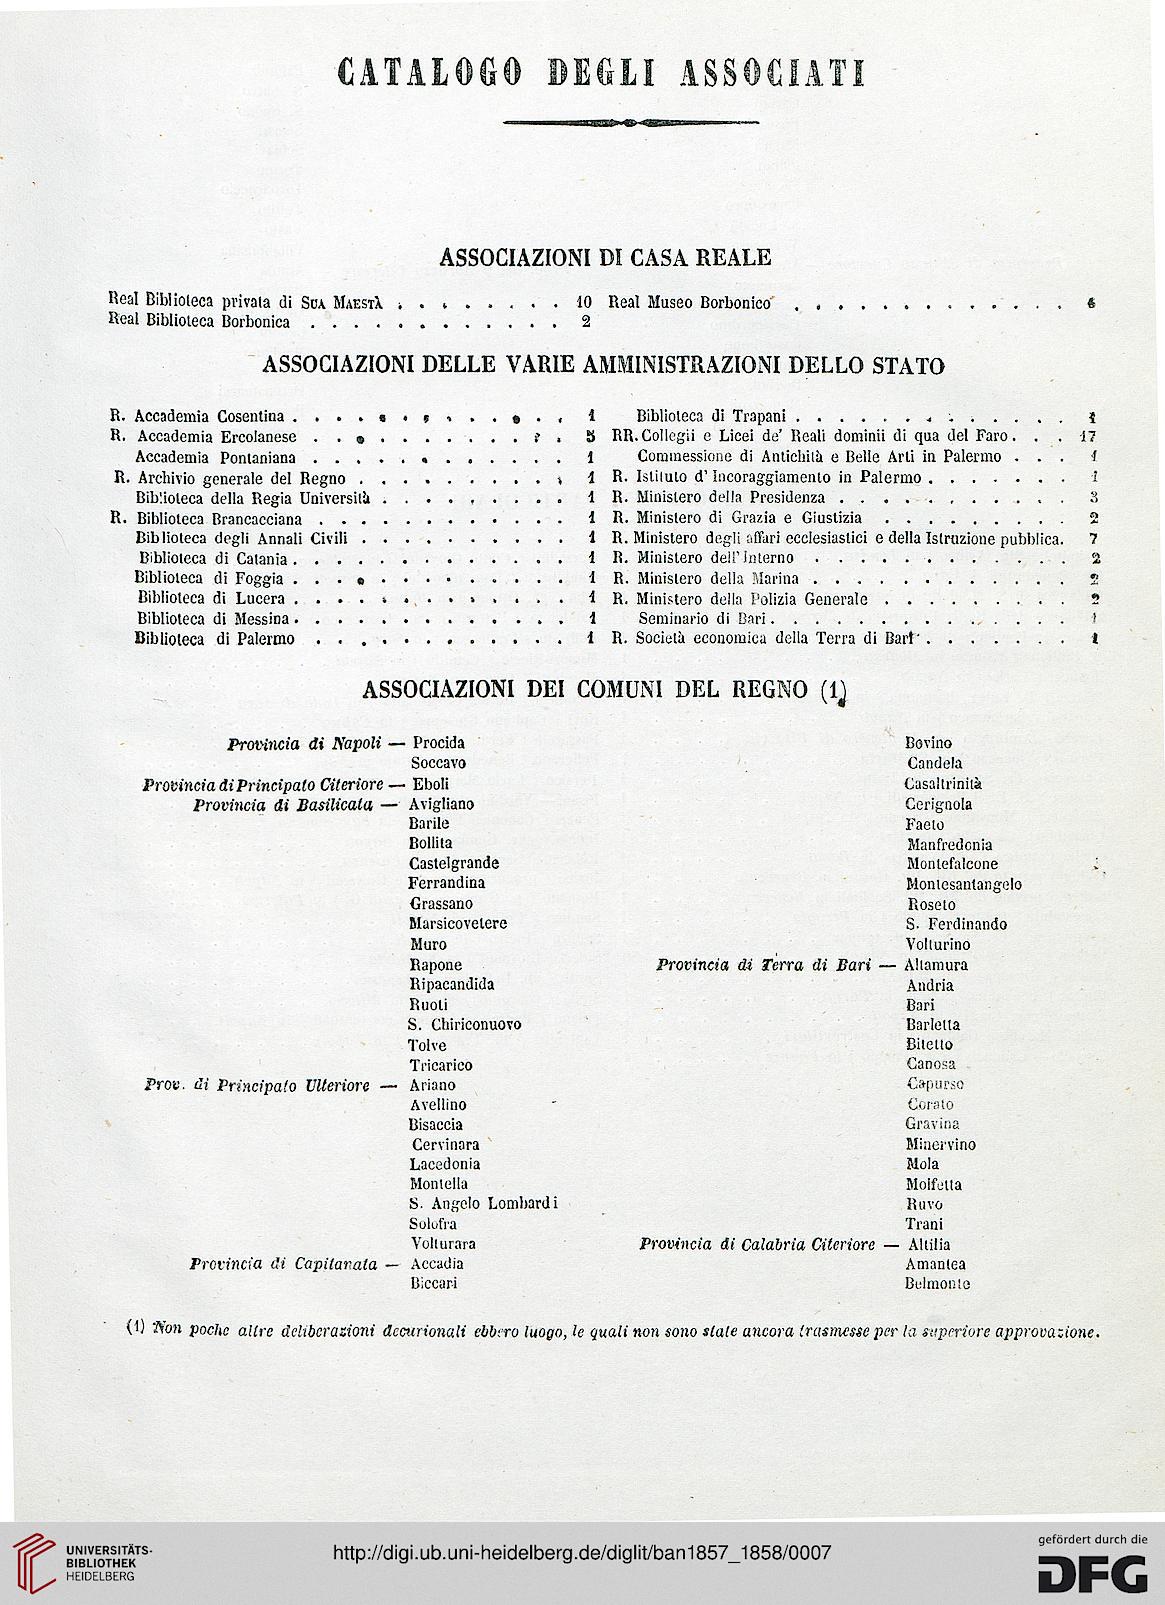 CATALOGO DEGLI ASSOCIATI
ASSOCIAZIONI DI CASA REALE
Real Biblioteca privata di SUA MAESTÀ . . . . . . . . 10
Real Biblioteca Borbonica . . . . . . . . . . . . 2
Real Museo Borbonico . . . . . . . . . . . . .
ASSOCIAZIONI DELLE VARIE AMMINISTRAZIONI DELLO STATO
R. Accademia Cosentina . . . . . . . . . . . . . 1
R. Accademia Ercolanese . . . . . . . . . . . . 5
Accademia Pontaniana . . . . . . . . . . . . 1
R. Archivio generale del Regno . . . . . . . . . . 1
Biblioteca della Regia Università . . . . . . . . . 1
R. Biblioteca Brancacciana . . . . . . . . . . . . 1
Biblioteca degli Annali Civili . . . . . . . . . . 1
Biblioteca di Catania . . . . . . . . . . . . . 1
Biblioteca di Foggia . . . . . . . . . . . . . 1
Biblioteca di Lucera . . . . . . . . . . . . . 1
Biblioteca di Messina . . . . . . . . . . . . . 1
Biblioteca di Palermo . . . . . . . . . . . . 1
Biblioteca di Trapani . . . . . . . . . . . . . 1
RR. Collegii e Licei de' Reali dominii di qua del Faro . . . 17
Commessione di Antichità e Belle Arti in Palermo . . . 1
R. Istituto d'Incoraggiamento in Palermo . . . . . . . 1
R. Ministero della Presidenza . . . . . . . . . . . 3
R. Ministero di Grazia e Giustizia . . . . . . . . . 2
R. Ministero degli affari ecclesiastici e della Istruzione pubblica. 7
R. Ministero dell'Interno . . . . . . . . . . . . 2
R. Ministero della Marina . . . . . . . . . . . . 2
R. Ministero della Polizia Generale . . . . . . . . . 2
Seminario di Bari . . . . . . . . . . . . . . 1
R. Società economica della Terra di Bari . . . . . . . 1
ASSOCIAZIONI DEI COMUNI DEL REGNO (1)
Provincia di Napoli — Procida
Soccavo
Provincia di Principato Citeriore — Eboli
Provincia di Basilicata — Avigliano
Barile
Bollita
Castelgrande
Ferrandina
Grassano
Marsicovetere
Muro
Rapone
Ripacandida
Ruoti
S. Chiriconuovo
Tolve
Tricarico
Prov. di Principato Ulteriore — Ariano
Avellino
Bisaccia
Cervinara
Lacedonia
Montella
S. Angelo Lombardi
Solofra
Volturara
Provincia di Capitanata — Accadia
Biccari
Bovino
Candela
Casaltrinità
Cerignola
Faeto
Manfredonia
Montefalcone
Montesantangelo
Roseto
S. Ferdinando
Volturino
Provincia di Terra di Bari — Altamura
Andria
Bari
Barletta
Bitetto
Canosa
Capurso
Corato
Gravina
Minervino
Mola
Molfetta
Ruvo
Trani
Provincia di Calabria Citeriore — Altilia
Amantea
Belmonte
(1) Non poche altre deliberazioni decurionali ebbero luogo, le quali non sono state ancora trasmesse per la superiore approvazione.
UNIVERSITÄTS-
BIBLIOTHEK
HEIDELBERG
http://digi.ub.uni-heidelberg.de/diglit/ban1857_1858/0007
gefördert durch die
DFG